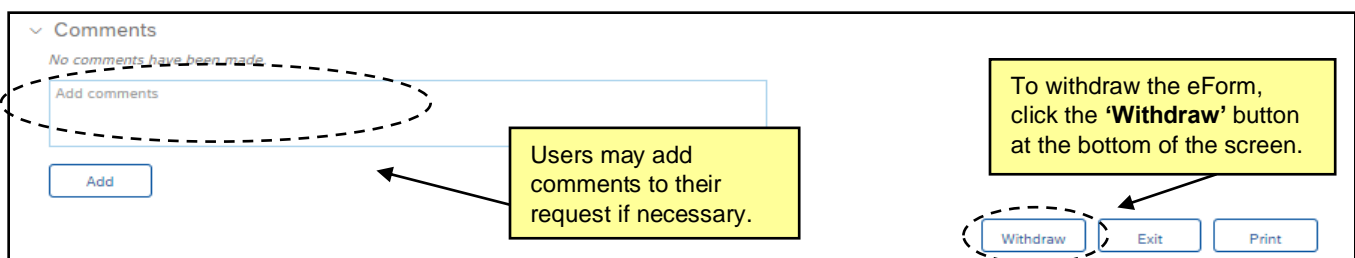 Comments
No comments have been made
Add comments
To withdraw the eForm,
click the ‘Withdraw’ button
at the bottom of the screen.
Users may add
comments to their
request if necessary.
Add
Withdraw
Exit
Print